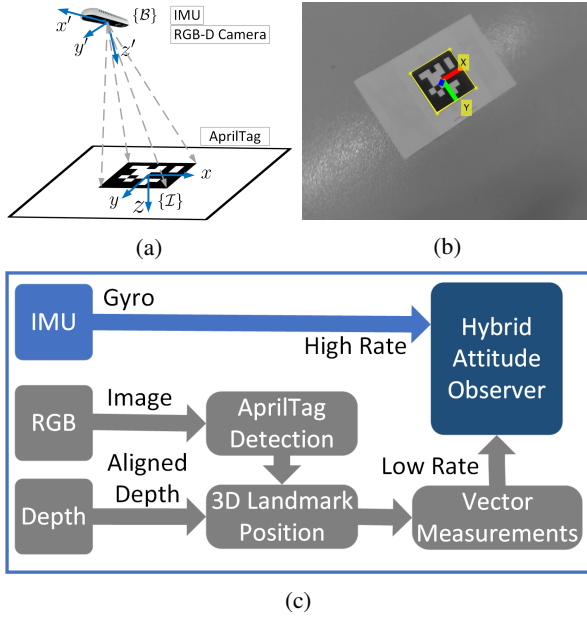 {𝓑} IMU
RGB-D Camera
x′
y′
z′
AprilTag
x
y
z {𝓘}
(a)
X
Y
(b)
IMU
Gyro
High Rate
Hybrid
Attitude
Observer
RGB
Image
AprilTag
Detection
Aligned
Depth
Low Rate
Depth
3D Landmark
Position
Vector
Measurements
(c)